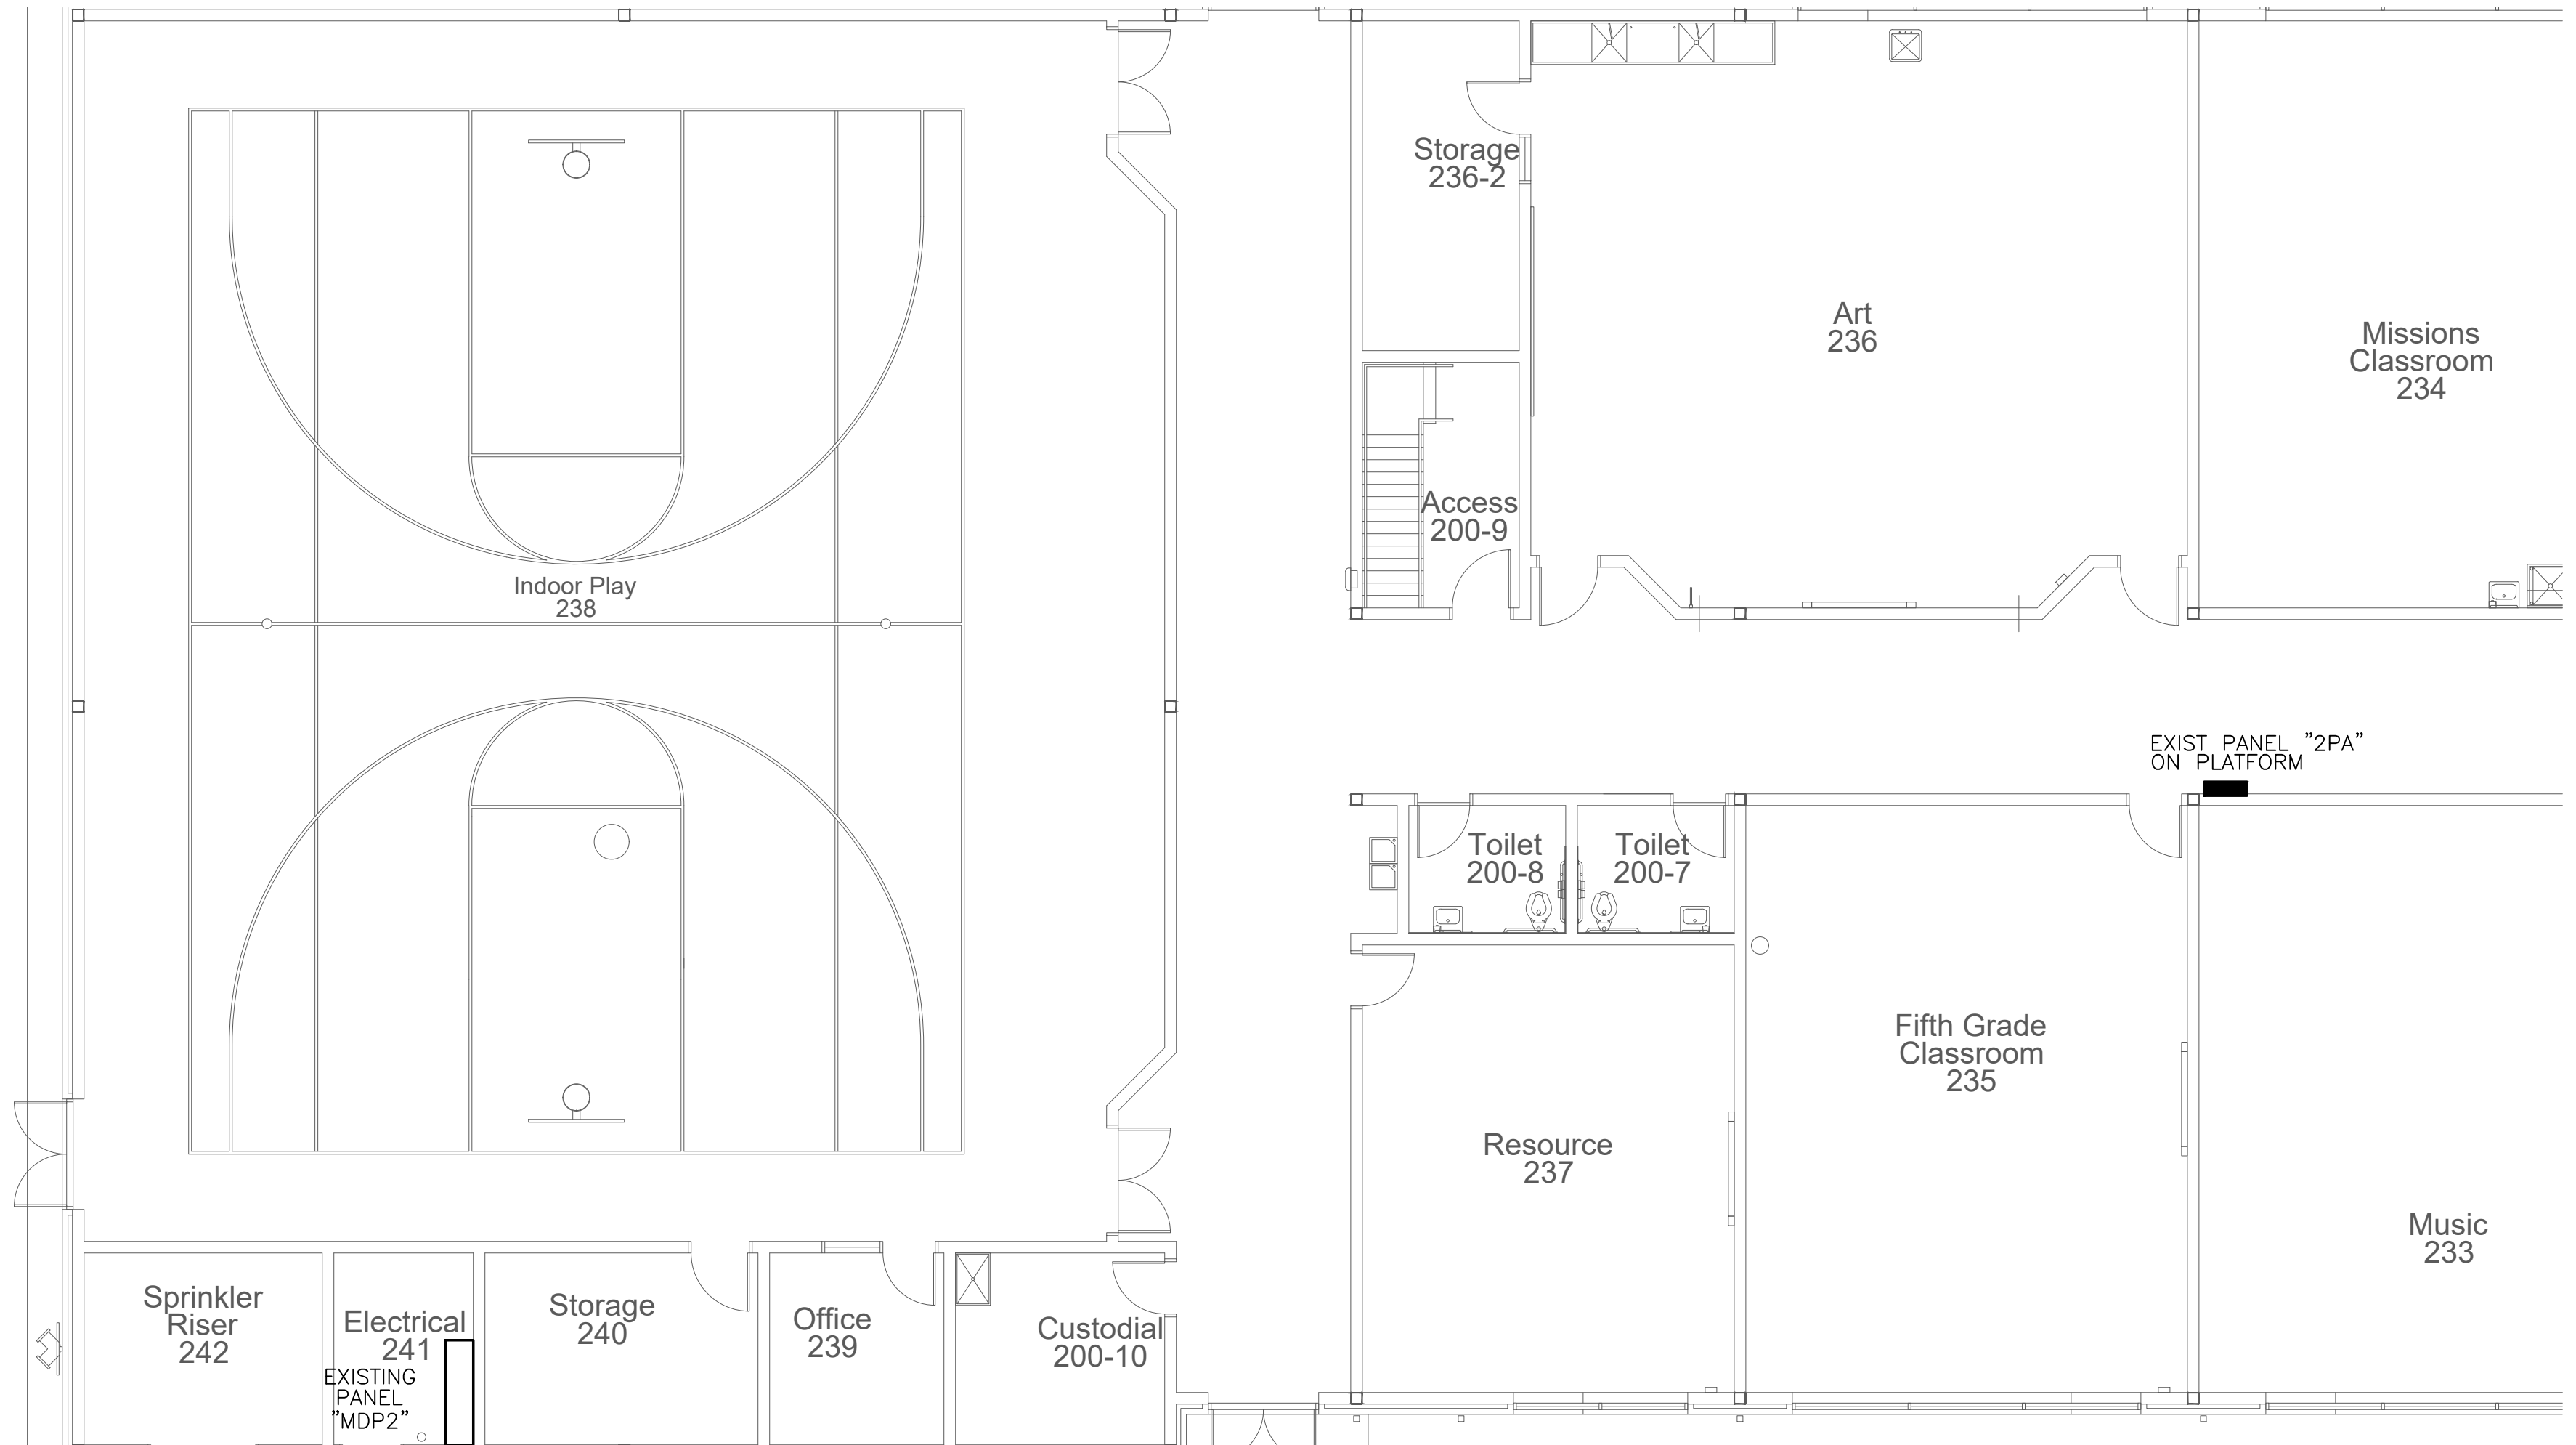 Storage
236-2
Art
236
Missions
Classroom
234
Access
200-9
Indoor Play
238
EXIST PANEL "2PA"
ON PLATFORM
Toilet
200-8
Toilet
200-7
Fifth Grade
Classroom
235
Resource
237
Music
233
Sprinkler
Riser
242
Electrical
241
EXISTING
PANEL
"MDP2"
Storage
240
Office
239
Custodial
200-10